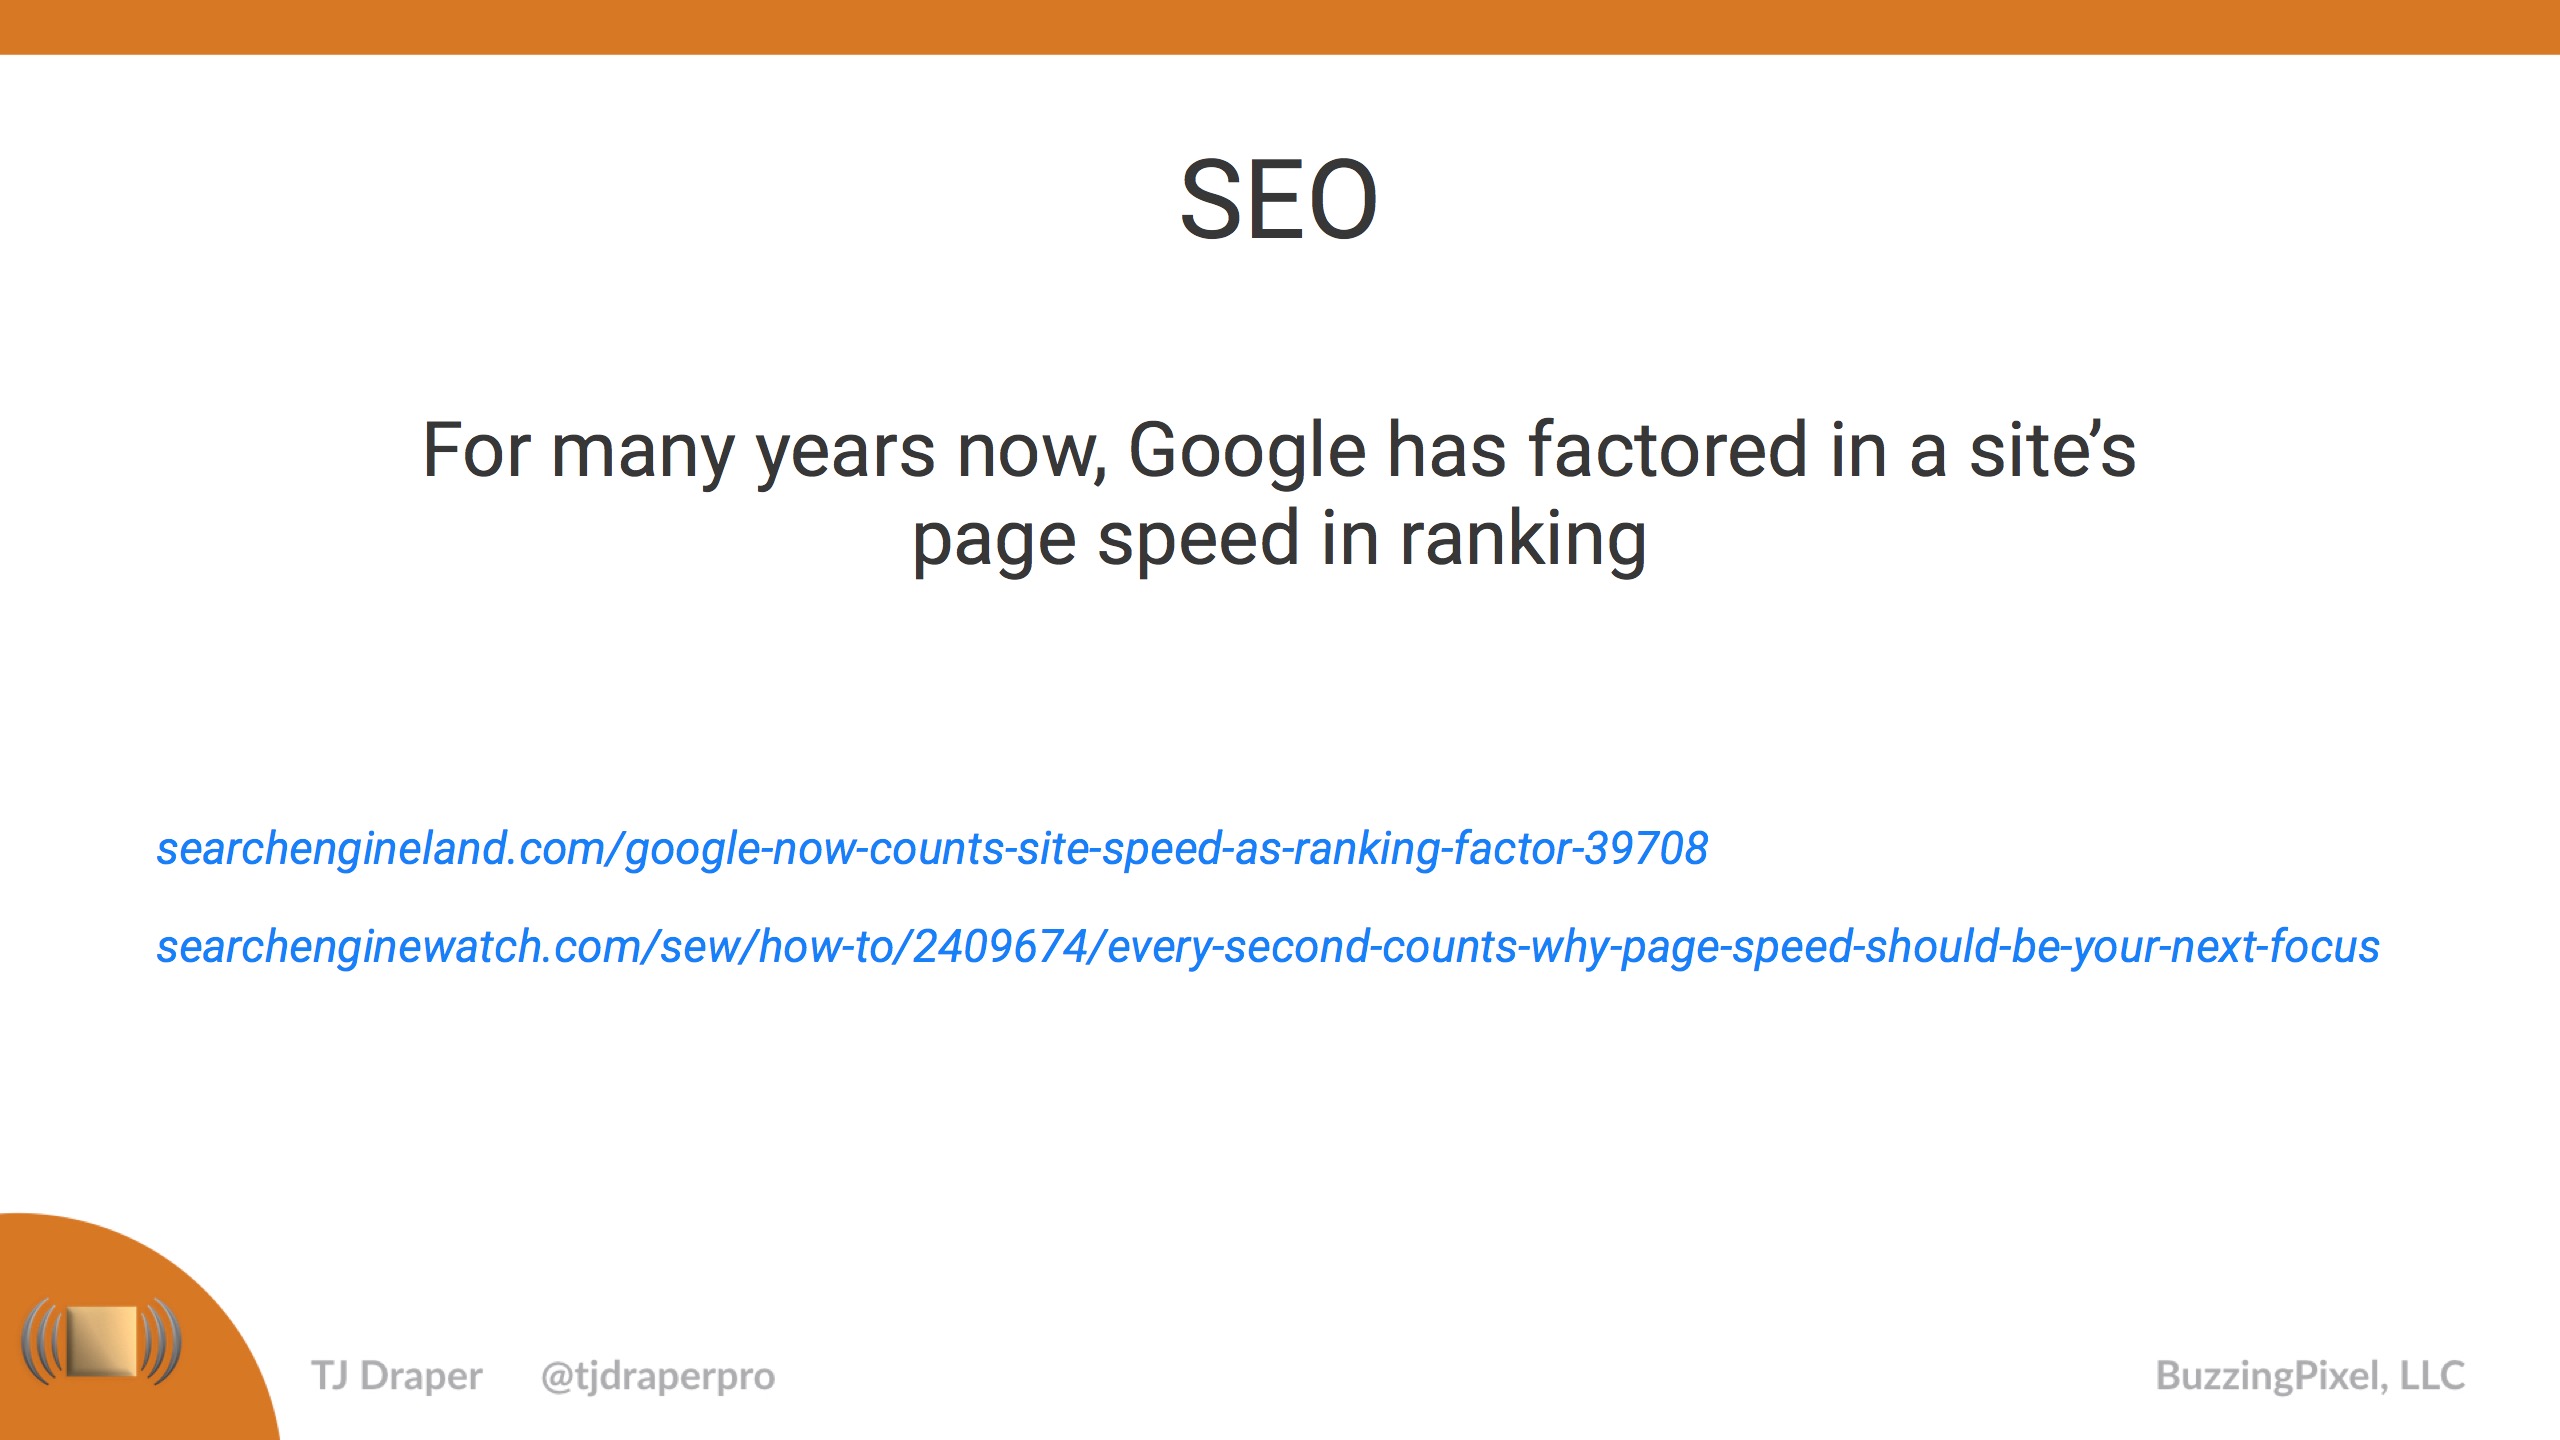 SEO
For many years now, Google has factored in a site’s
page speed in ranking
searchengineland.com/google-now-counts-site-speed-as-ranking-factor-39708
searchenginewatch.com/sew/how-to/2409674/every-second-counts-why-page-speed-should-be-your-next-focus
TJ Draper @tjdraperpro BuzzingPixel, LLC